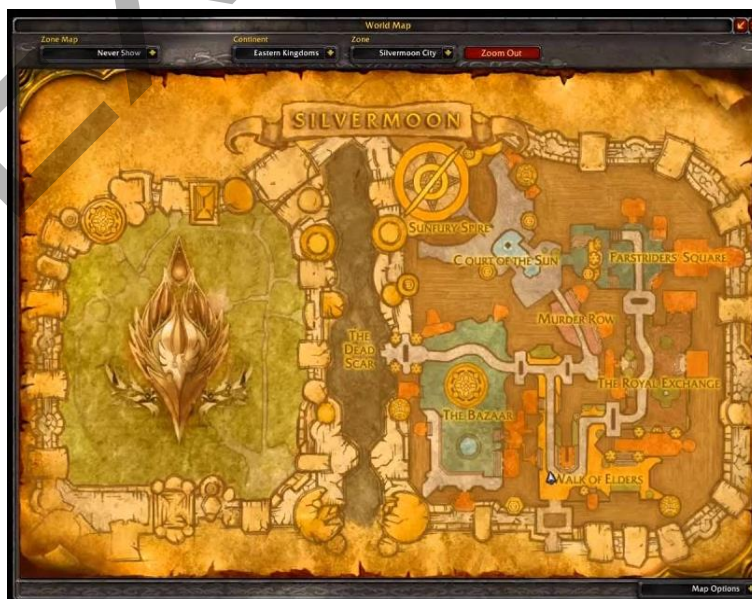 World Map
Zone Map
Continent
Zone
Never Show
Eastern Kingdoms
Silvermoon City
Zoom Out
SILVERMOON
SUNFURY SPIRE
COURT OF THE SUN
FARSTRIDERS' SQUARE
MURDER ROW
THE
DEAD
SCAR
THE ROYAL EXCHANGE
THE BAZAAR
WALK OF ELDERS
Map Options